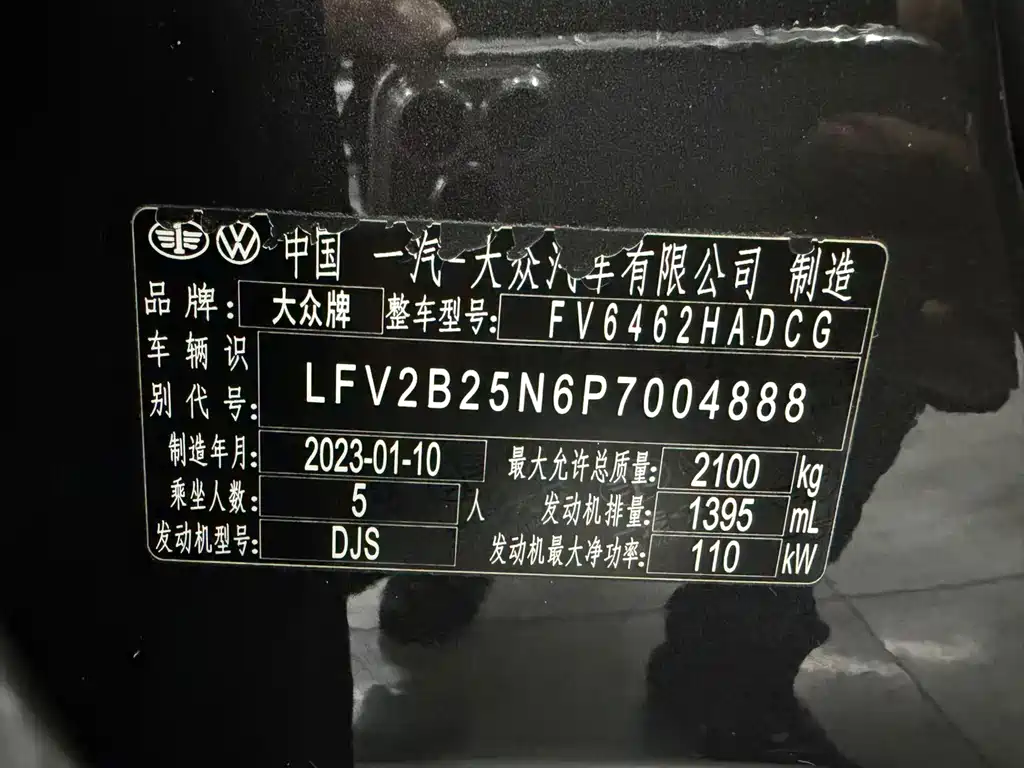 中国 一汽-大众汽车有限公司 制造
品牌: 大众牌 整车型号: FV6462HADCG
车辆识别代号: LFV2B25N6P7004888
制造年月: 2023-01-10 最大允许总质量: 2100 kg
乘坐人数: 5 人 发动机排量: 1395 mL
发动机型号: DJS 发动机最大净功率: 110 kW